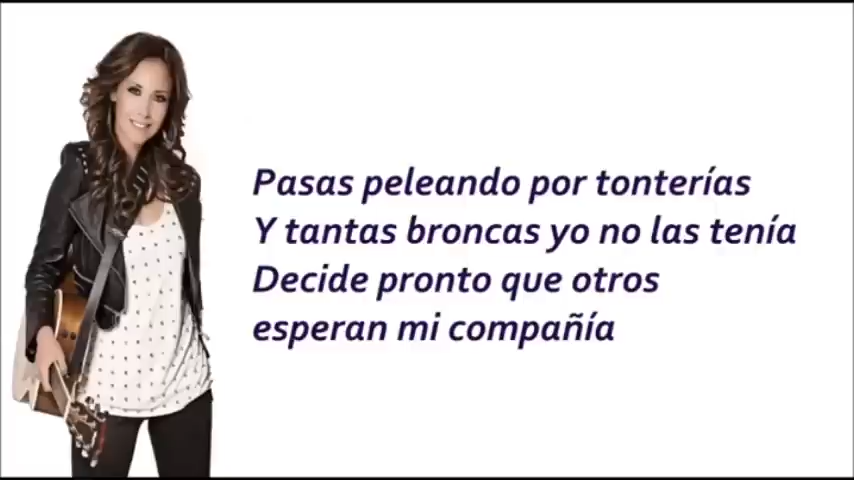 Pasas peleando por tonterías
Y tantas broncas yo no las tenía
Decide pronto que otros
esperan mi compañía